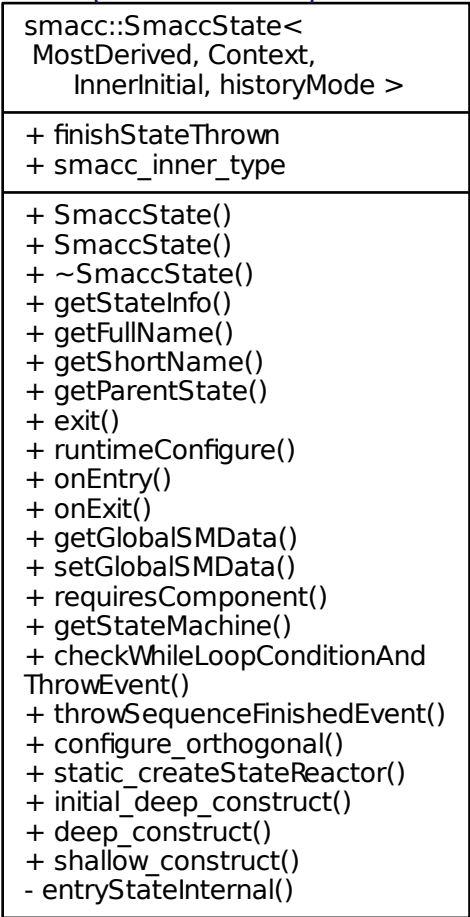 smacc::SmaccState<
MostDerived, Context,
InnerInitial, historyMode >
+ finishStateThrown
+ smacc_inner_type
+ SmaccState()
+ SmaccState()
+ ~SmaccState()
+ getStateInfo()
+ getFullName()
+ getShortName()
+ getParentState()
+ exit()
+ runtimeConfigure()
+ onEntry()
+ onExit()
+ getGlobalSMData()
+ setGlobalSMData()
+ requiresComponent()
+ getStateMachine()
+ checkWhileLoopConditionAnd
ThrowEvent()
+ throwSequenceFinishedEvent()
+ configure_orthogonal()
+ static_createStateReactor()
+ initial_deep_construct()
+ deep_construct()
+ shallow_construct()
- entryStateInternal()